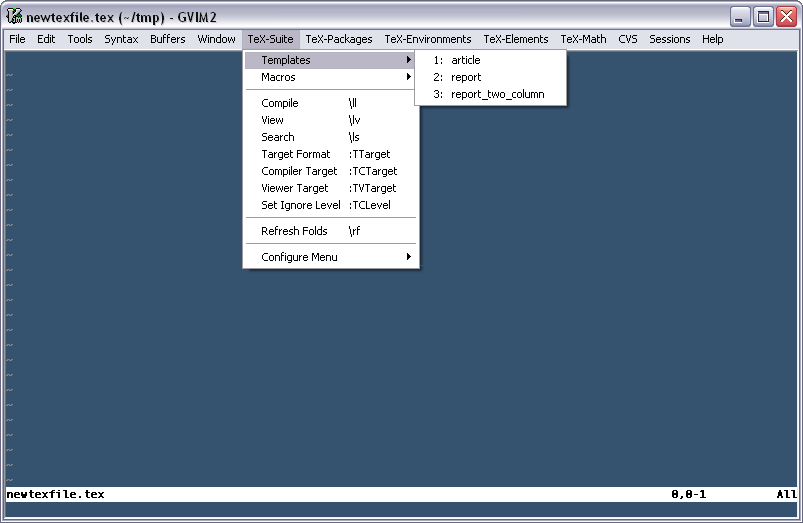 newtexfile.tex (~/tmp) - GVIM2
File Edit Tools Syntax Buffers Window TeX-Suite TeX-Packages TeX-Environments TeX-Elements TeX-Math CVS Sessions Help
Templates 1: article
Macros 2: report
3: report_two_column
Compile \ll
View \lv
Search \ls
Target Format :TTarget
Compiler Target :TCTarget
Viewer Target :TVTarget
Set Ignore Level :TCLevel
Refresh Folds \rf
Configure Menu
newtexfile.tex 0,0-1 All